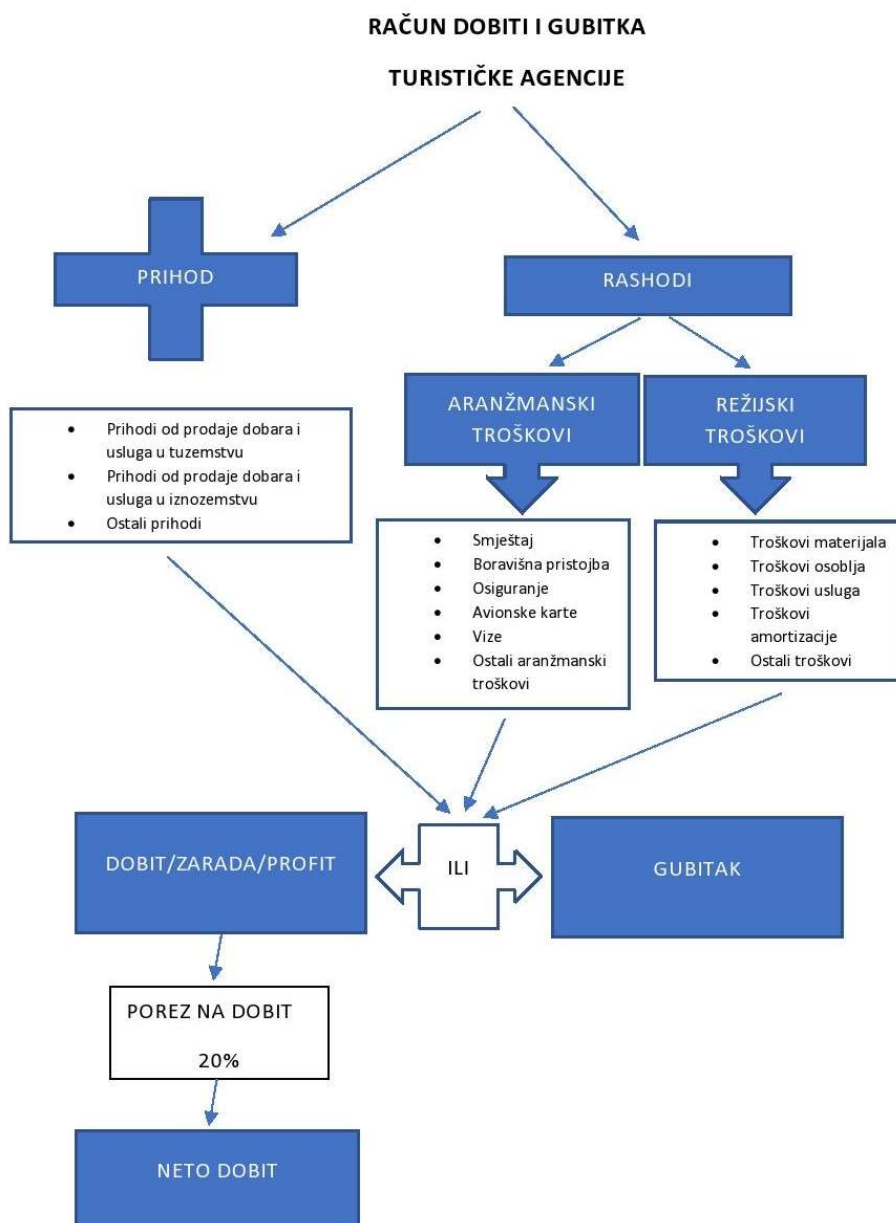 RAČUN DOBITI I GUBITKA
TURISTIČKE AGENCIJE
PRIHOD
RASHODI
ARANŽMANSKI
TROŠKOVI
REŽIJSKI
TROŠKOVI
• Prihodi od prodaje dobara i
usluga u tuzemstvu
• Prihodi od prodaje dobara i
usluga u iznozemstvu
• Ostali prihodi
• Smještaj
• Boravišna pristojba
• Osiguranje
• Avionske karte
• Vize
• Ostali aranžmanski
troškovi
• Troškovi materijala
• Troškovi osoblja
• Troškovi usluga
• Troškovi
amortizacije
• Ostali troškovi
DOBIT/ZARADA/PROFIT
ILI
GUBITAK
POREZ NA DOBIT
20%
NETO DOBIT